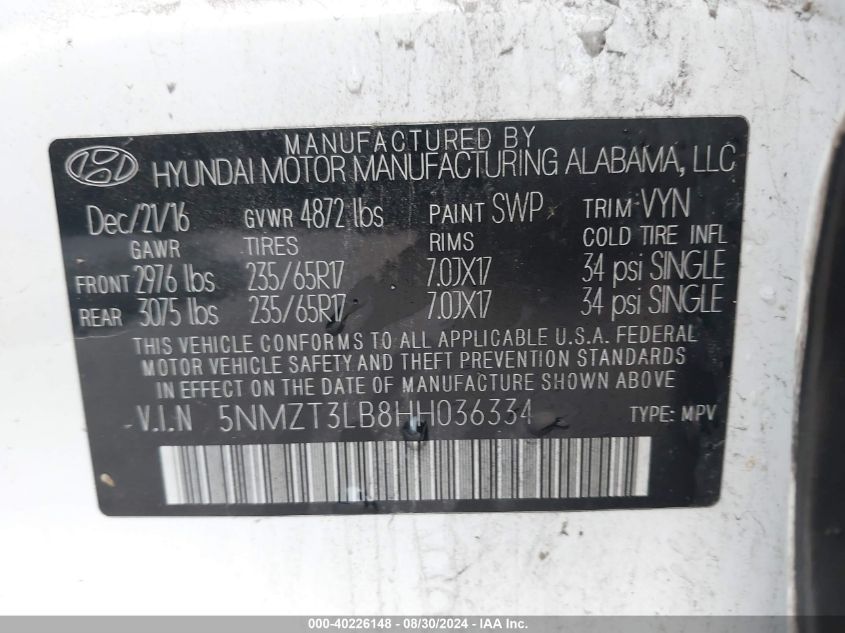 MANUFACTURED BY
HYUNDAI MOTOR MANUFACTURING ALABAMA, LLC
Dec/21/16 GVWR 4872 lbs PAINT SWP TRIM VYN
GAWR TIRES RIMS COLD TIRE INFL
FRONT 2976 lbs 235/65R17 7.0JX17 34 psi SINGLE
REAR 3075 lbs 235/65R17 7.0JX17 34 psi SINGLE
THIS VEHICLE CONFORMS TO ALL APPLICABLE U.S.A. FEDERAL
MOTOR VEHICLE SAFETY AND THEFT PREVENTION STANDARDS
IN EFFECT ON THE DATE OF MANUFACTURE SHOWN ABOVE
V.I.N 5NMZT3LB8HH036334 TYPE: MPV
000-40226148 - 08/30/2024 - IAAI.com